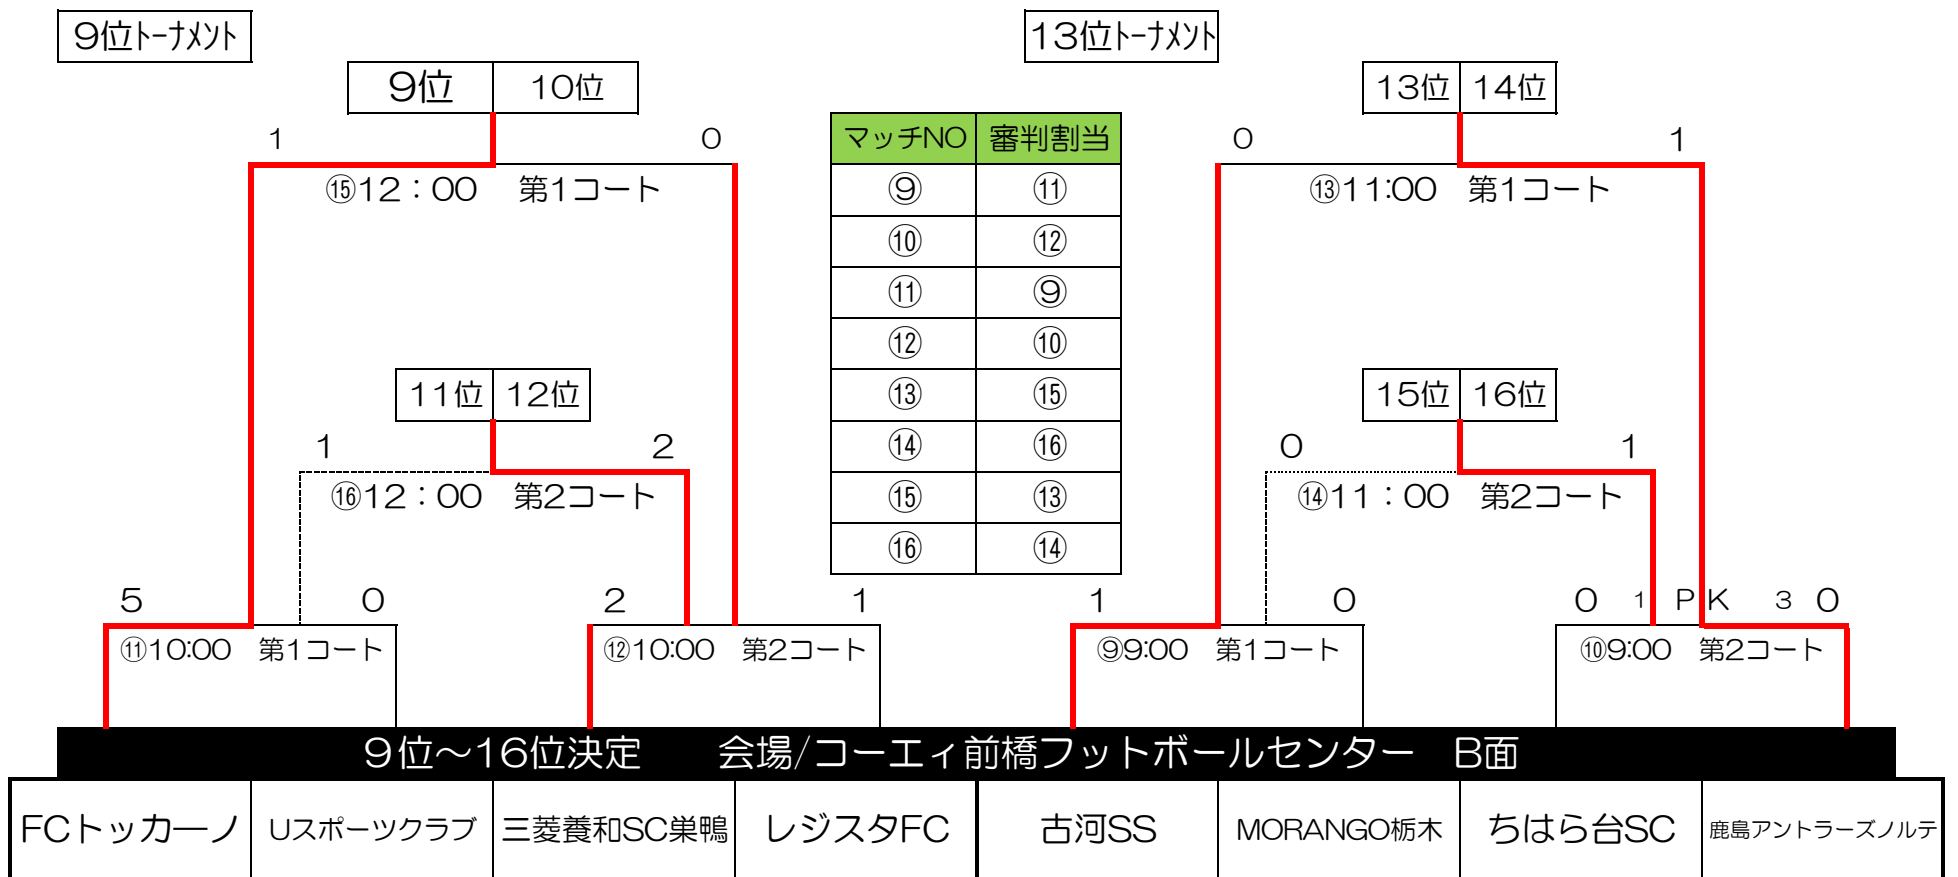 9位トーナメント 13位トーナメント
9位 10位 13位 14位
1 0 マッチNO 審判割当 0 1
⑮12：00 第1コート ⑨ ⑪ ⑬11:00 第1コート
⑩ ⑫
⑪ ⑨
⑫ ⑩
11位 12位 ⑬ ⑮ 15位 16位
1 2 ⑭ ⑯ 0 1
⑯12：00 第2コート ⑮ ⑬ ⑭11：00 第2コート
⑯ ⑭
5 0 2 1 1 0 0 1 PK 3 0
⑪10:00 第1コート ⑫10:00 第2コート ⑨9:00 第1コート ⑩9:00 第2コート
9位～16位決定 会場/コーエィ前橋フットボールセンター B面
FCトッカーノ Uスポーツクラブ 三菱養和SC巣鴨 レジスタFC 古河SS MORANGO栃木 ちはら台SC 鹿島アントラーズノルテ